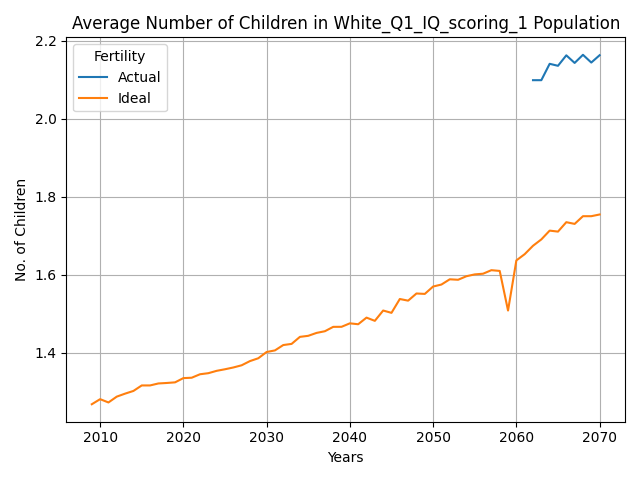 Average Number of Children in White_Q1_IQ_scoring_1 Population
2.2
2.0
1.8
1.6
1.4
No. of Children
Fertility
Actual
Ideal
2010 2020 2030 2040 2050 2060 2070
Years